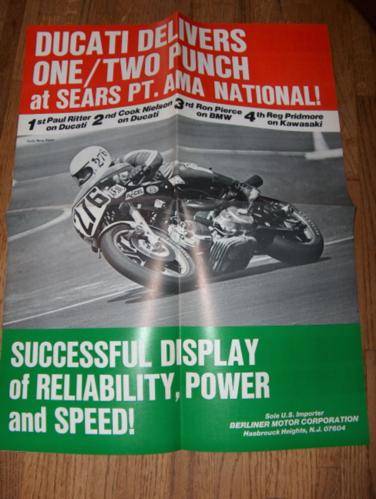 DUCATI DELIVERS
ONE/TWO PUNCH
at SEARS PT. AMA NATIONAL!
1st Paul Ritter on Ducati
2nd Cook Nielson on Ducati
3rd Ron Pierce on BMW
4th Reg Pridmore on Kawasaki
276
276
SUCCESSFUL DISPLAY
of RELIABILITY, POWER
and SPEED!
Sole U.S. Importer
BERLINER MOTOR CORPORATION
Hasbrouck Heights, N.J. 07604